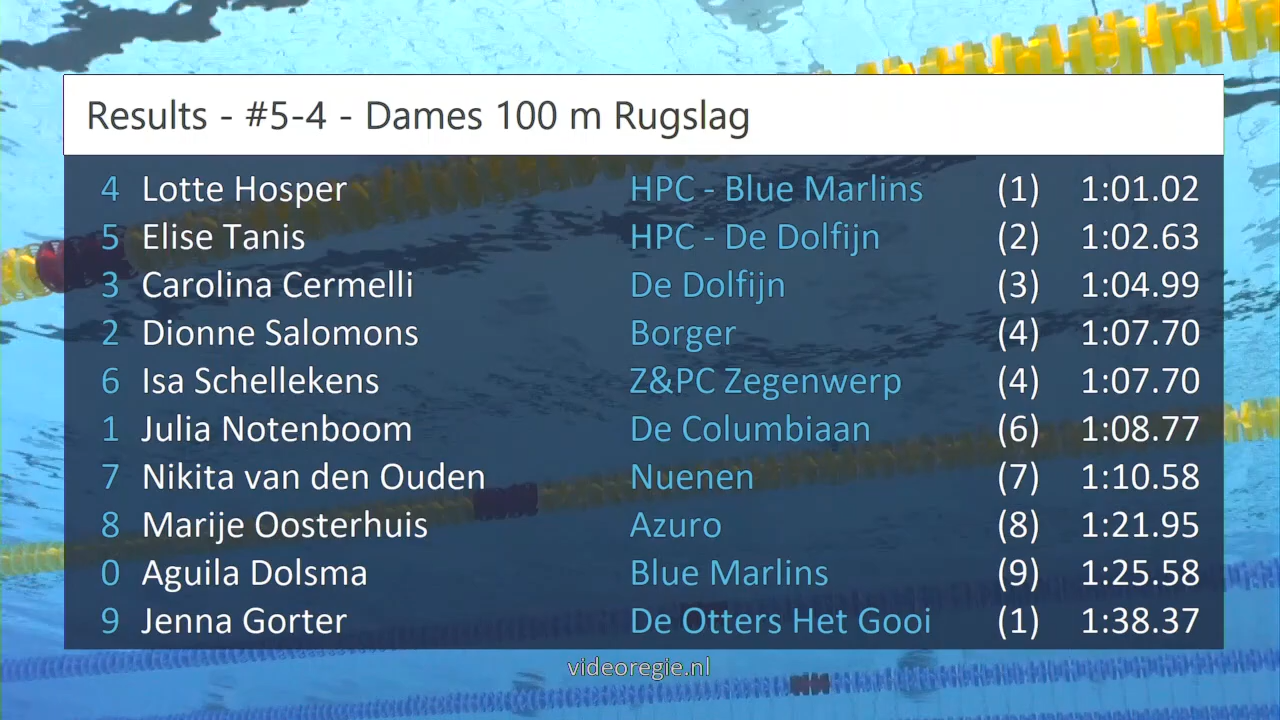 Results - #5-4 - Dames 100 m Rugslag
4 Lotte Hosper HPC - Blue Marlins (1) 1:01.02
5 Elise Tanis HPC - De Dolfijn (2) 1:02.63
3 Carolina Cermelli De Dolfijn (3) 1:04.99
2 Dionne Salomons Borger (4) 1:07.70
6 Isa Schellekens Z&PC Zegenwerp (4) 1:07.70
1 Julia Notenboom De Columbiaan (6) 1:08.77
7 Nikita van den Ouden Nuenen (7) 1:10.58
8 Marije Oosterhuis Azuro (8) 1:21.95
0 Aguila Dolsma Blue Marlins (9) 1:25.58
9 Jenna Gorter De Otters Het Gooi (1) 1:38.37
videoregie.nl